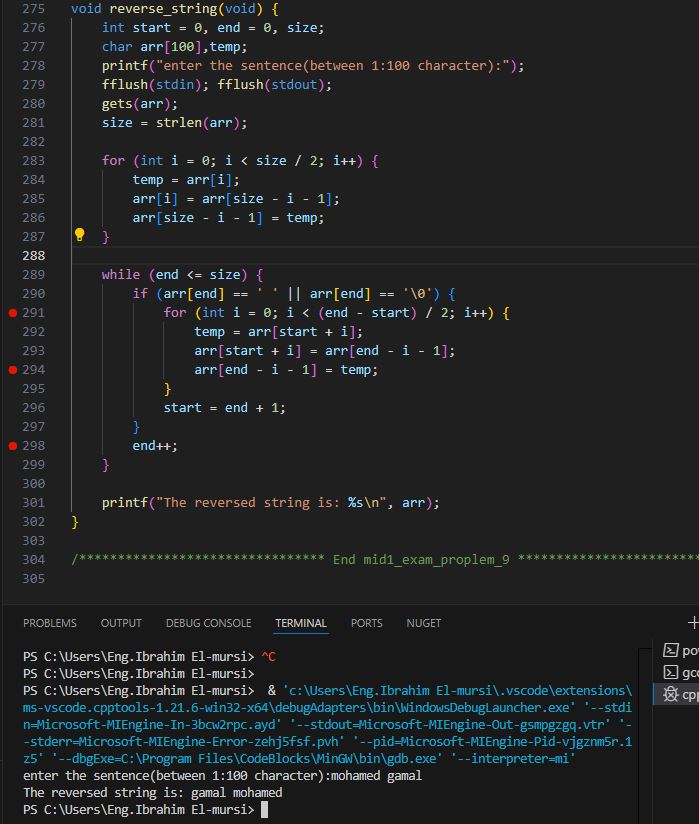 275 void reverse_string(void) {
276     int start = 0, end = 0, size;
277     char arr[100],temp;
278     printf("enter the sentence(between 1:100 character):");
279     fflush(stdin); fflush(stdout);
280     gets(arr);
281     size = strlen(arr);
282
283     for (int i = 0; i < size / 2; i++) {
284         temp = arr[i];
285         arr[i] = arr[size - i - 1];
286         arr[size - i - 1] = temp;
287     }
288
289     while (end <= size) {
290         if (arr[end] == ' ' || arr[end] == '\0') {
291             for (int i = 0; i < (end - start) / 2; i++) {
292                 temp = arr[start + i];
293                 arr[start + i] = arr[end - i - 1];
294                 arr[end - i - 1] = temp;
295             }
296             start = end + 1;
297         }
298         end++;
299     }
300
301     printf("The reversed string is: %s\n", arr);
302 }
303
304 /******************************** End mid1_exam_proplem_9 ************************
305
PROBLEMS OUTPUT DEBUG CONSOLE TERMINAL PORTS NUGET
PS C:\Users\Eng.Ibrahim El-mursi> ^C
PS C:\Users\Eng.Ibrahim El-mursi>
PS C:\Users\Eng.Ibrahim El-mursi>  & 'c:\Users\Eng.Ibrahim El-mursi\.vscode\extensions\
ms-vscode.cpptools-1.21.6-win32-x64\debugAdapters\bin\WindowsDebugLauncher.exe' '--stdi
n=Microsoft-MIEngine-In-3bcw2rpc.ayd' '--stdout=Microsoft-MIEngine-Out-gsmpgzgq.vtr' '-
-stderr=Microsoft-MIEngine-Error-zehj5fsf.pvh' '--pid=Microsoft-MIEngine-Pid-vjgznm5r.1
z5' '--dbgExe=C:\Program Files\CodeBlocks\MinGW\bin\gdb.exe' '--interpreter=mi'
enter the sentence(between 1:100 character):mohamed gamal
The reversed string is: gamal mohamed
PS C:\Users\Eng.Ibrahim El-mursi>
pov
gcc
cpp